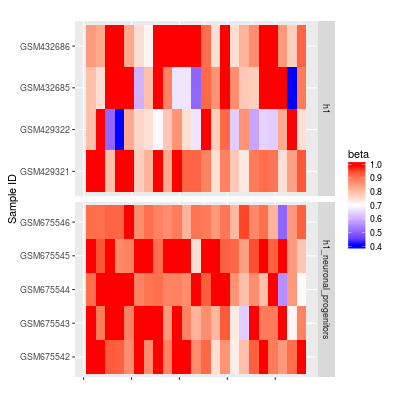 GSM432686
GSM432685
GSM429322
GSM429321
h1
GSM675546
GSM675545
GSM675544
GSM675543
GSM675542
h1_neuronal_progenitors
Sample ID
beta
1.0
0.9
0.8
0.7
0.6
0.5
0.4